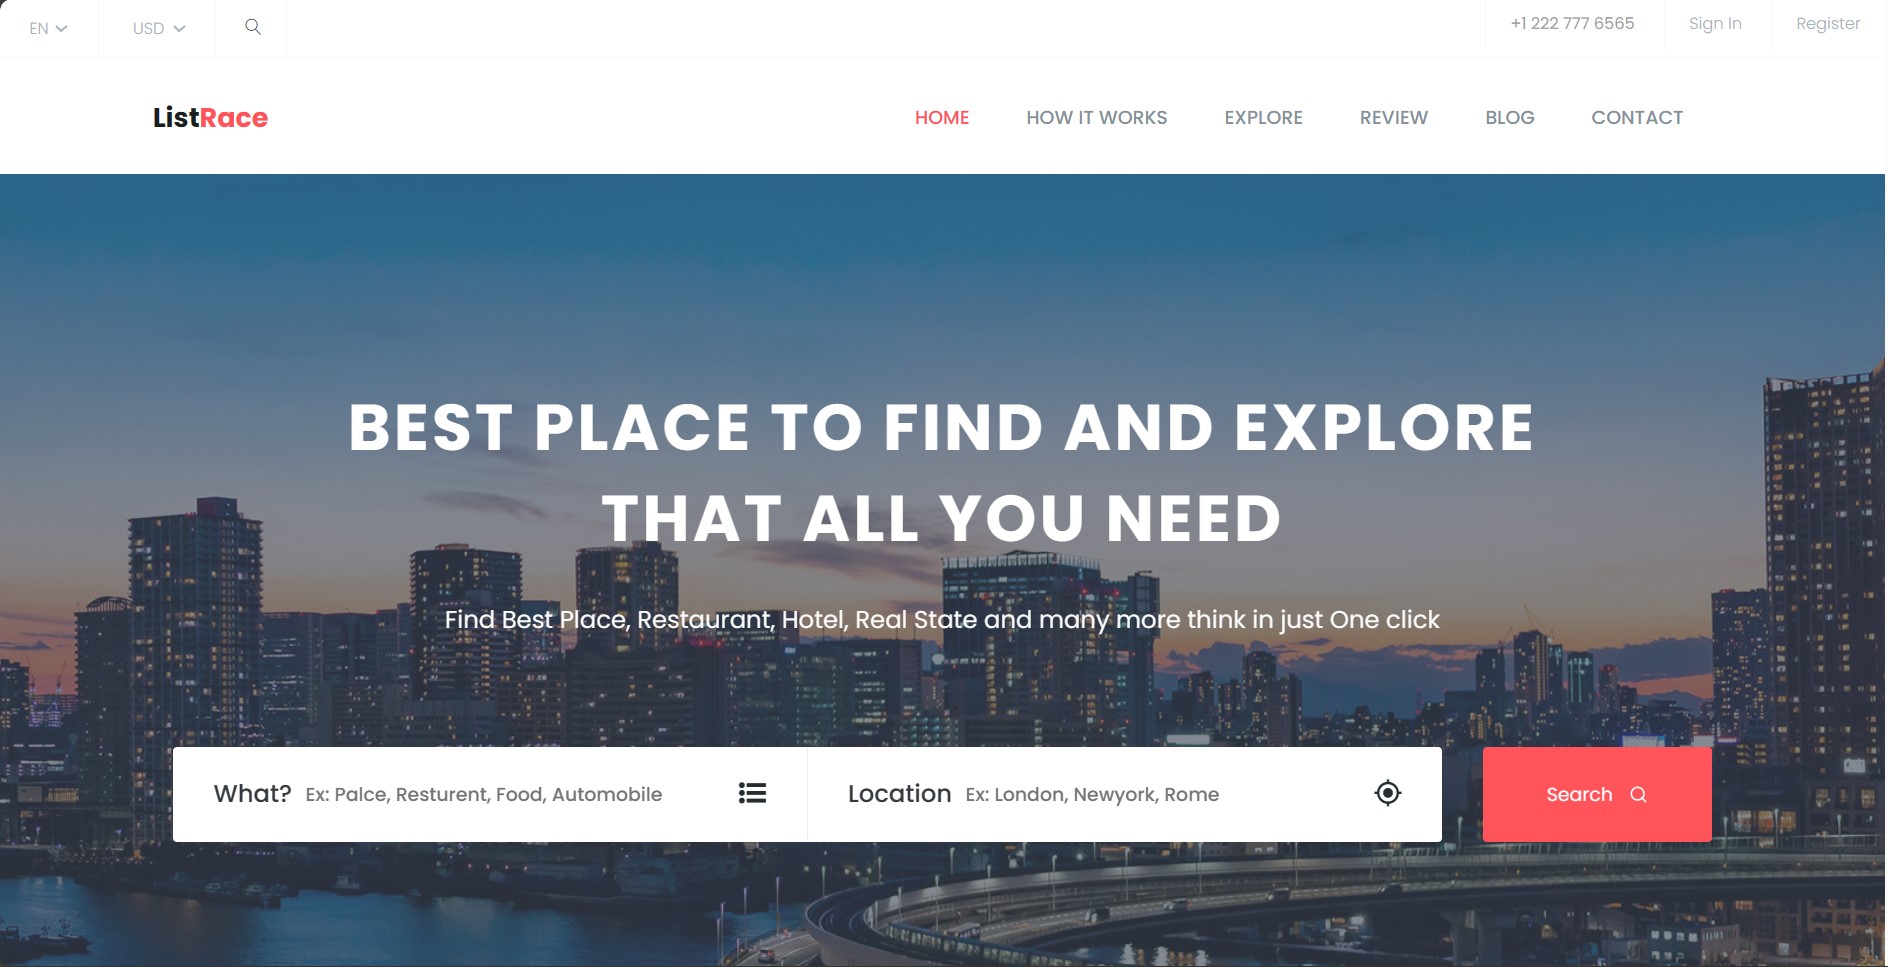 EN USD +1 222 777 6565 Sign In Register
ListRace HOME HOW IT WORKS EXPLORE REVIEW BLOG CONTACT
BEST PLACE TO FIND AND EXPLORE
THAT ALL YOU NEED
Find Best Place, Restaurant, Hotel, Real State and many more think in just One click
What? Ex: Palce, Resturent, Food, Automobile Location Ex: London, Newyork, Rome Search